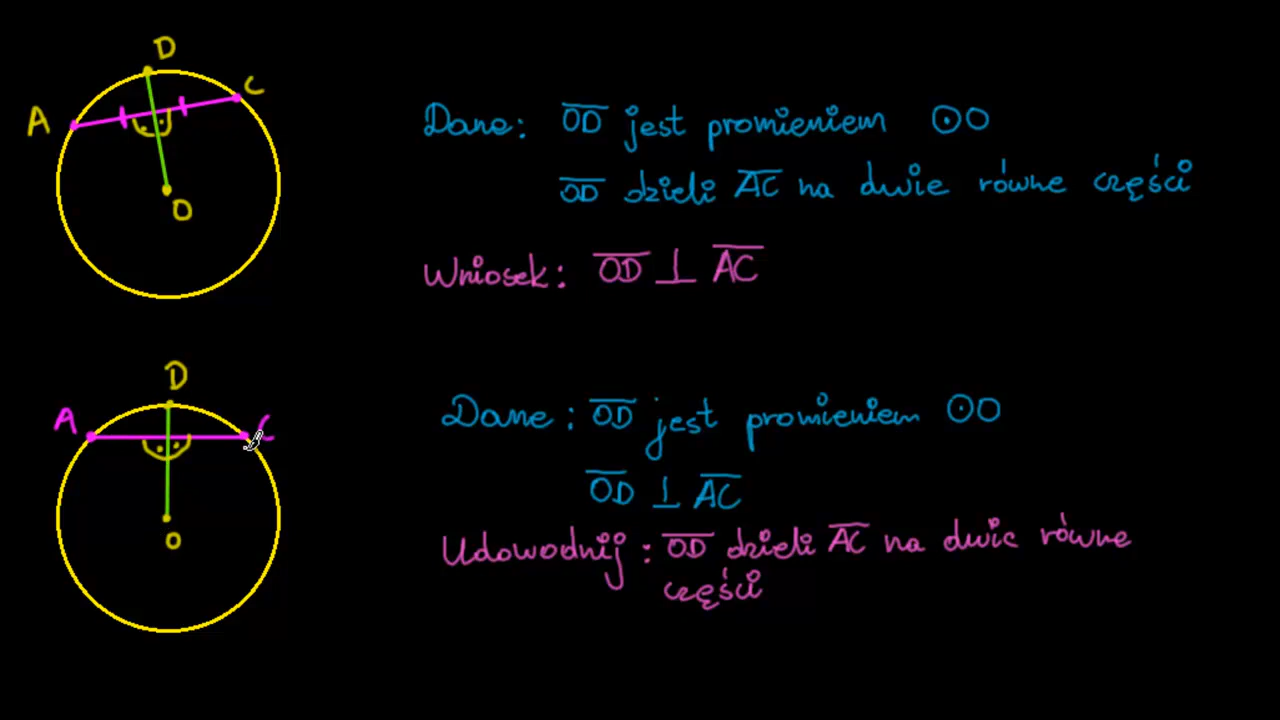 D
A
C
O
Dane: OD jest promieniem ⊙O
OD dzieli AC na dwie równe części
Wniosek: OD ⊥ AC
D
A
C
O
Dane: OD jest promieniem ⊙O
OD ⊥ AC
Udowodnij: OD dzieli AC na dwie równe
części